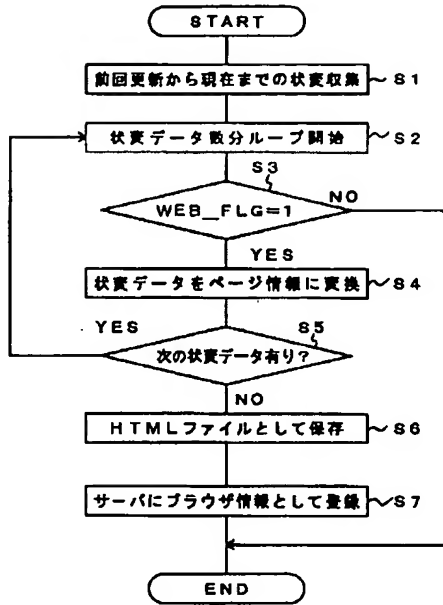 START
前回更新から現在までの状変収集
S1
状変データ数分ループ開始
S2
S3
WEB_FLG=1
NO
YES
状変データをページ情報に変換
S4
YES
S5
次の状変データ有り?
NO
HTMLファイルとして保存
S6
サーバにブラウザ情報として登録
S7
END